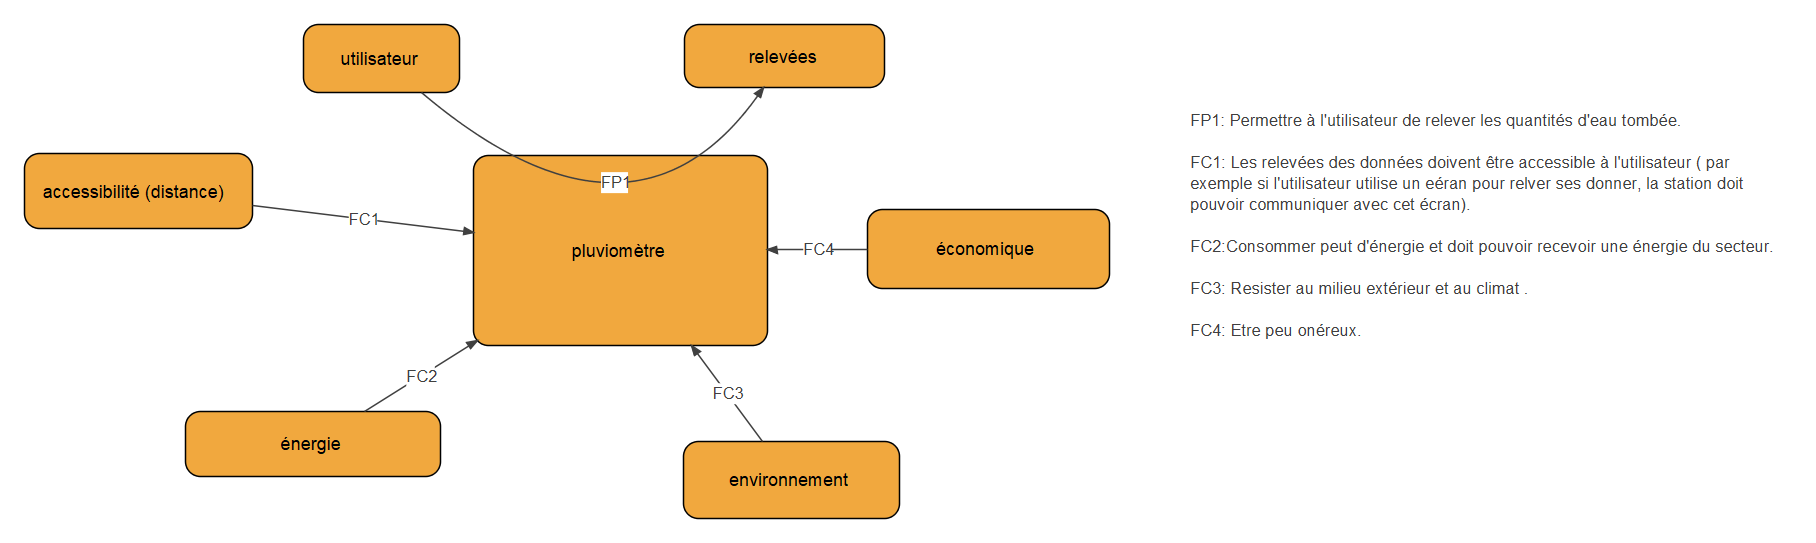 utilisateur
relevées
accessibilité (distance)
FP1
FC1
pluviomètre
FC4
économique
FC2
FC3
énergie
environnement
FP1: Permettre à l'utilisateur de relever les quantités d'eau tombée.
FC1: Les relevées des données doivent être accessible à l'utilisateur ( par
exemple si l'utilisateur utilise un eéran pour relver ses donner, la station doit
pouvoir communiquer avec cet écran).
FC2:Consommer peut d'énergie et doit pouvoir recevoir une énergie du secteur.
FC3: Resister au milieu extérieur et au climat .
FC4: Etre peu onéreux.